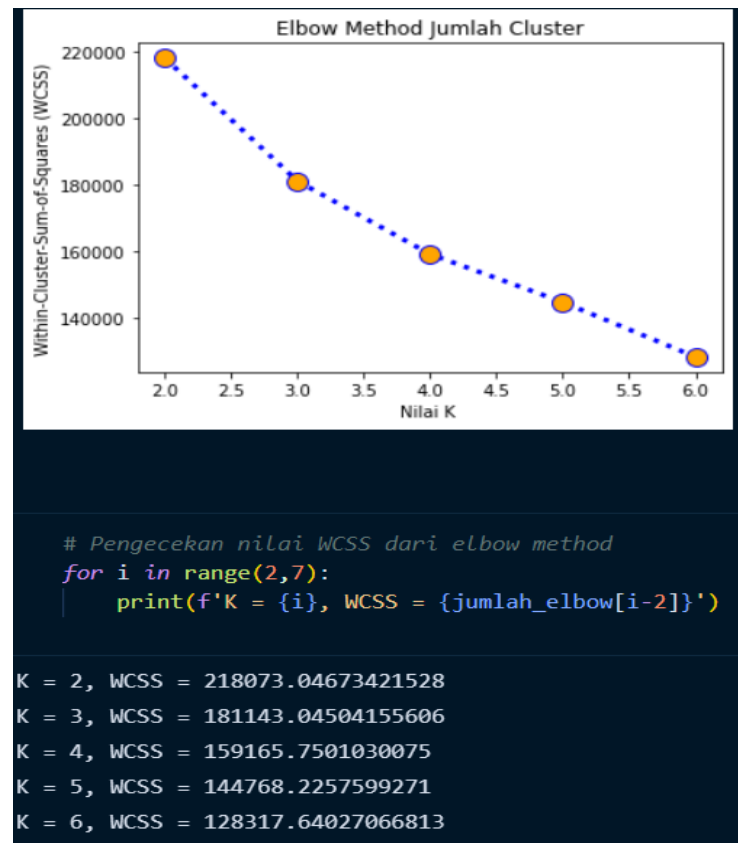 Elbow Method Jumlah Cluster
Within-Cluster-Sum-of-Squares (WCSS)
220000
200000
180000
160000
140000
2.0 2.5 3.0 3.5 4.0 4.5 5.0 5.5 6.0
Nilai K
# Pengecekan nilai WCSS dari elbow method
for i in range(2,7):
    print(f'K = {i}, WCSS = {jumlah_elbow[i-2]}')
K = 2, WCSS = 218073.04673421528
K = 3, WCSS = 181143.04504155606
K = 4, WCSS = 159165.7501030075
K = 5, WCSS = 144768.2257599271
K = 6, WCSS = 128317.64027066813